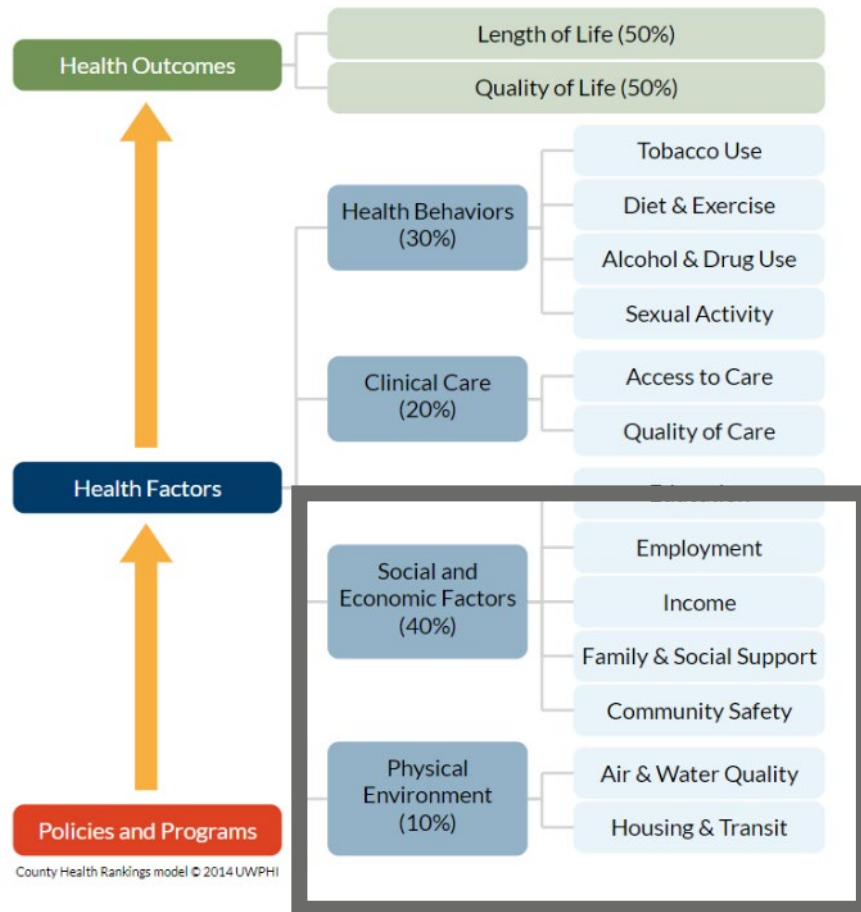 Length of Life (50%)
Health Outcomes
Quality of Life (50%)
Tobacco Use
Health Behaviors
(30%)
Diet & Exercise
Alcohol & Drug Use
Sexual Activity
Clinical Care
(20%)
Access to Care
Quality of Care
Health Factors
Education
Social and
Economic Factors
(40%)
Employment
Income
Family & Social Support
Community Safety
Physical
Environment
(10%)
Air & Water Quality
Housing & Transit
Policies and Programs
County Health Rankings model © 2014 UWPHI